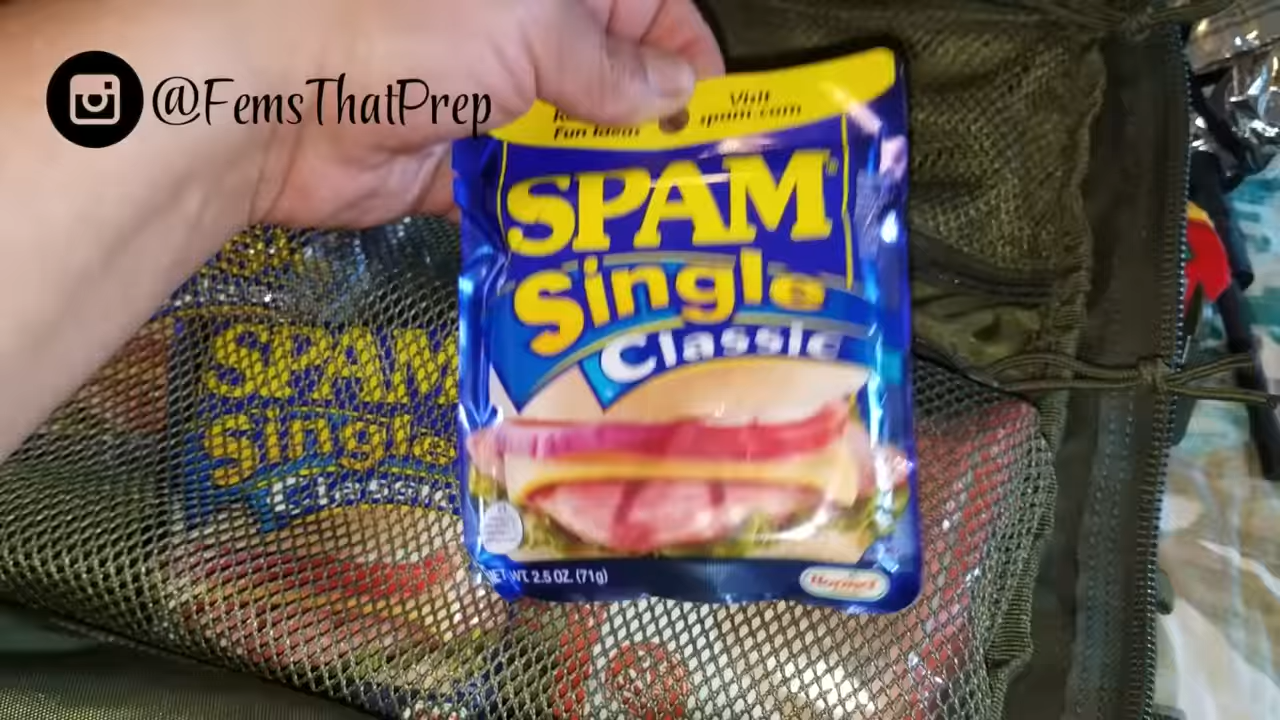 @FemsThatPrep
Visit
Fun Ideas spam.com
SPAM®
Single
Classic
NET WT. 2.5 OZ. (71g)
Hormel
SPAM
Single
Classic